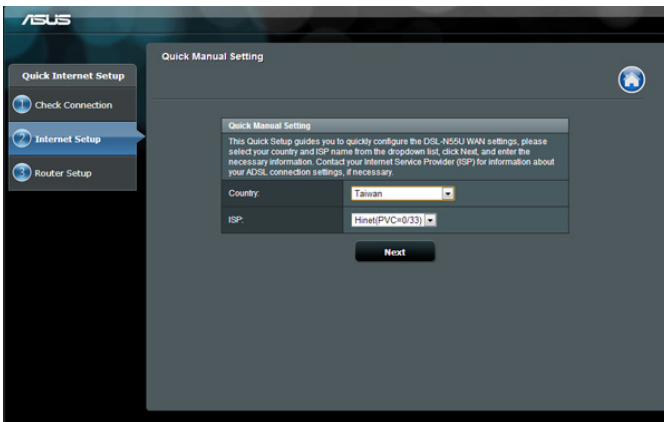 ASUS
Quick Manual Setting
Quick Internet Setup
1 Check Connection
2 Internet Setup
3 Router Setup
Quick Manual Setting
This Quick Setup guides you to quickly configure the DSL-N55U WAN settings, please
select your country and ISP name from the dropdown list, click Next, and enter the
necessary information. Contact your Internet Service Provider (ISP) for information about
your ADSL connection settings, if necessary.
Country: Taiwan
ISP: Hinet(PVC=0/33)
Next